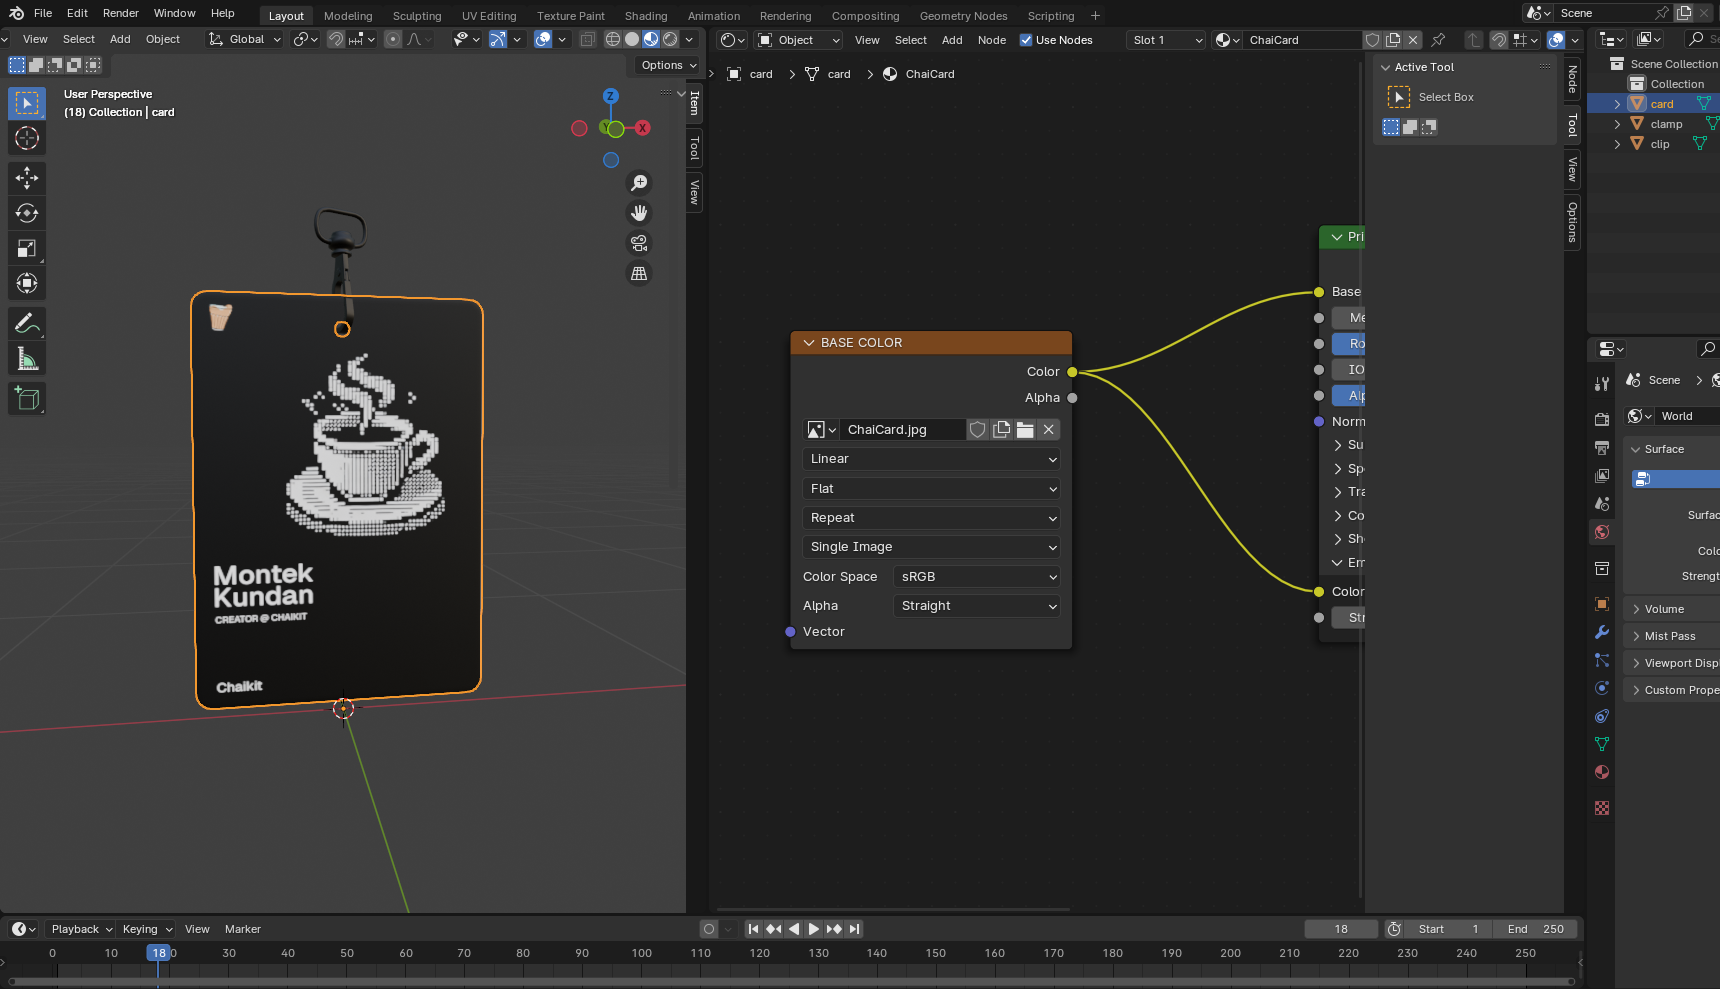 File Edit Render Window Help Layout Modeling Sculpting UV Editing Texture Paint Shading Animation Rendering Compositing Geometry Nodes Scripting + Scene
View Select Add Object Global
Object View Select Add Node Use Nodes Slot 1 ChaiCard
Options
card card ChaiCard
User Perspective
(18) Collection | card
Z
Y
X
Item
Tool
View
Active Tool
Select Box
Node
Tool
View
Options
Scene Collection
Collection
card
clamp
clip
Montek
Kundan
CREATOR @ CHAIKIT
Chaikit
BASE COLOR
Color
Alpha
ChaiCard.jpg
Linear
Flat
Repeat
Single Image
Color Space sRGB
Alpha Straight
Vector
Pri
Base
Me
Ro
IO
Alp
Norm
Su
Sp
Tra
Co
She
Em
Color
Str
Scene
World
Surface
Surfac
Colo
Strengt
Volume
Mist Pass
Viewport Displ
Custom Prope
Playback Keying View Marker 18 Start 1 End 250
0 10 18 0 30 40 50 60 70 80 90 100 110 120 130 140 150 160 170 180 190 200 210 220 230 240 250